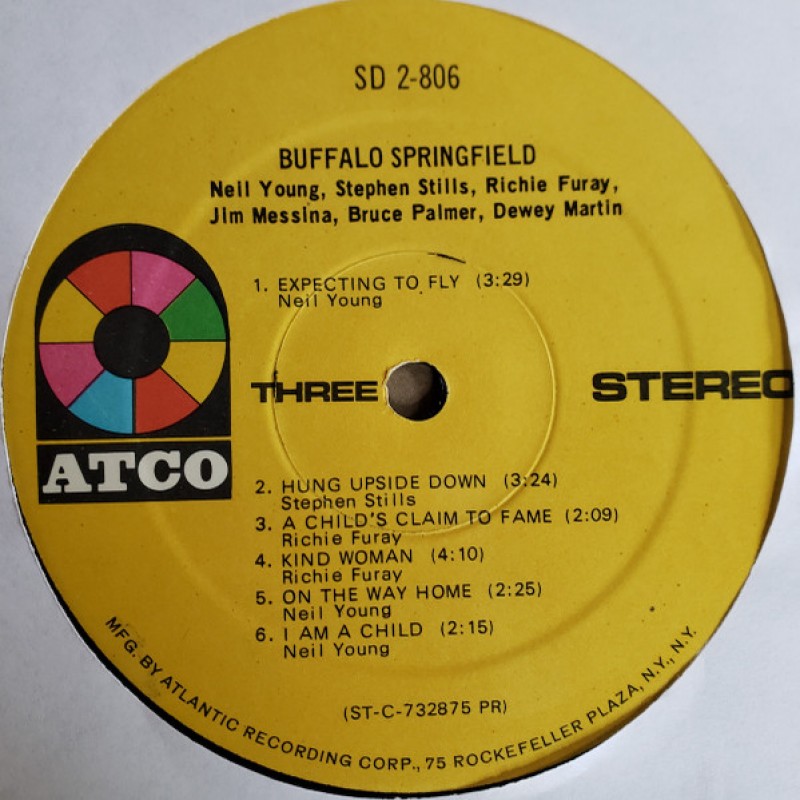 SD 2-806
BUFFALO SPRINGFIELD
Neil Young, Stephen Stills, Richie Furay,
Jim Messina, Bruce Palmer, Dewey Martin
1. EXPECTING TO FLY (3:29)
Neil Young
THREE
STEREO
ATCO
2. HUNG UPSIDE DOWN (3:24)
Stephen Stills
3. A CHILD'S CLAIM TO FAME (2:09)
Richie Furay
4. KIND WOMAN (4:10)
Richie Furay
5. ON THE WAY HOME (2:25)
Neil Young
6. I AM A CHILD (2:15)
Neil Young
(ST-C-732875 PR)
MFG. BY ATLANTIC RECORDING CORP., 75 ROCKEFELLER PLAZA, N.Y., N.Y.